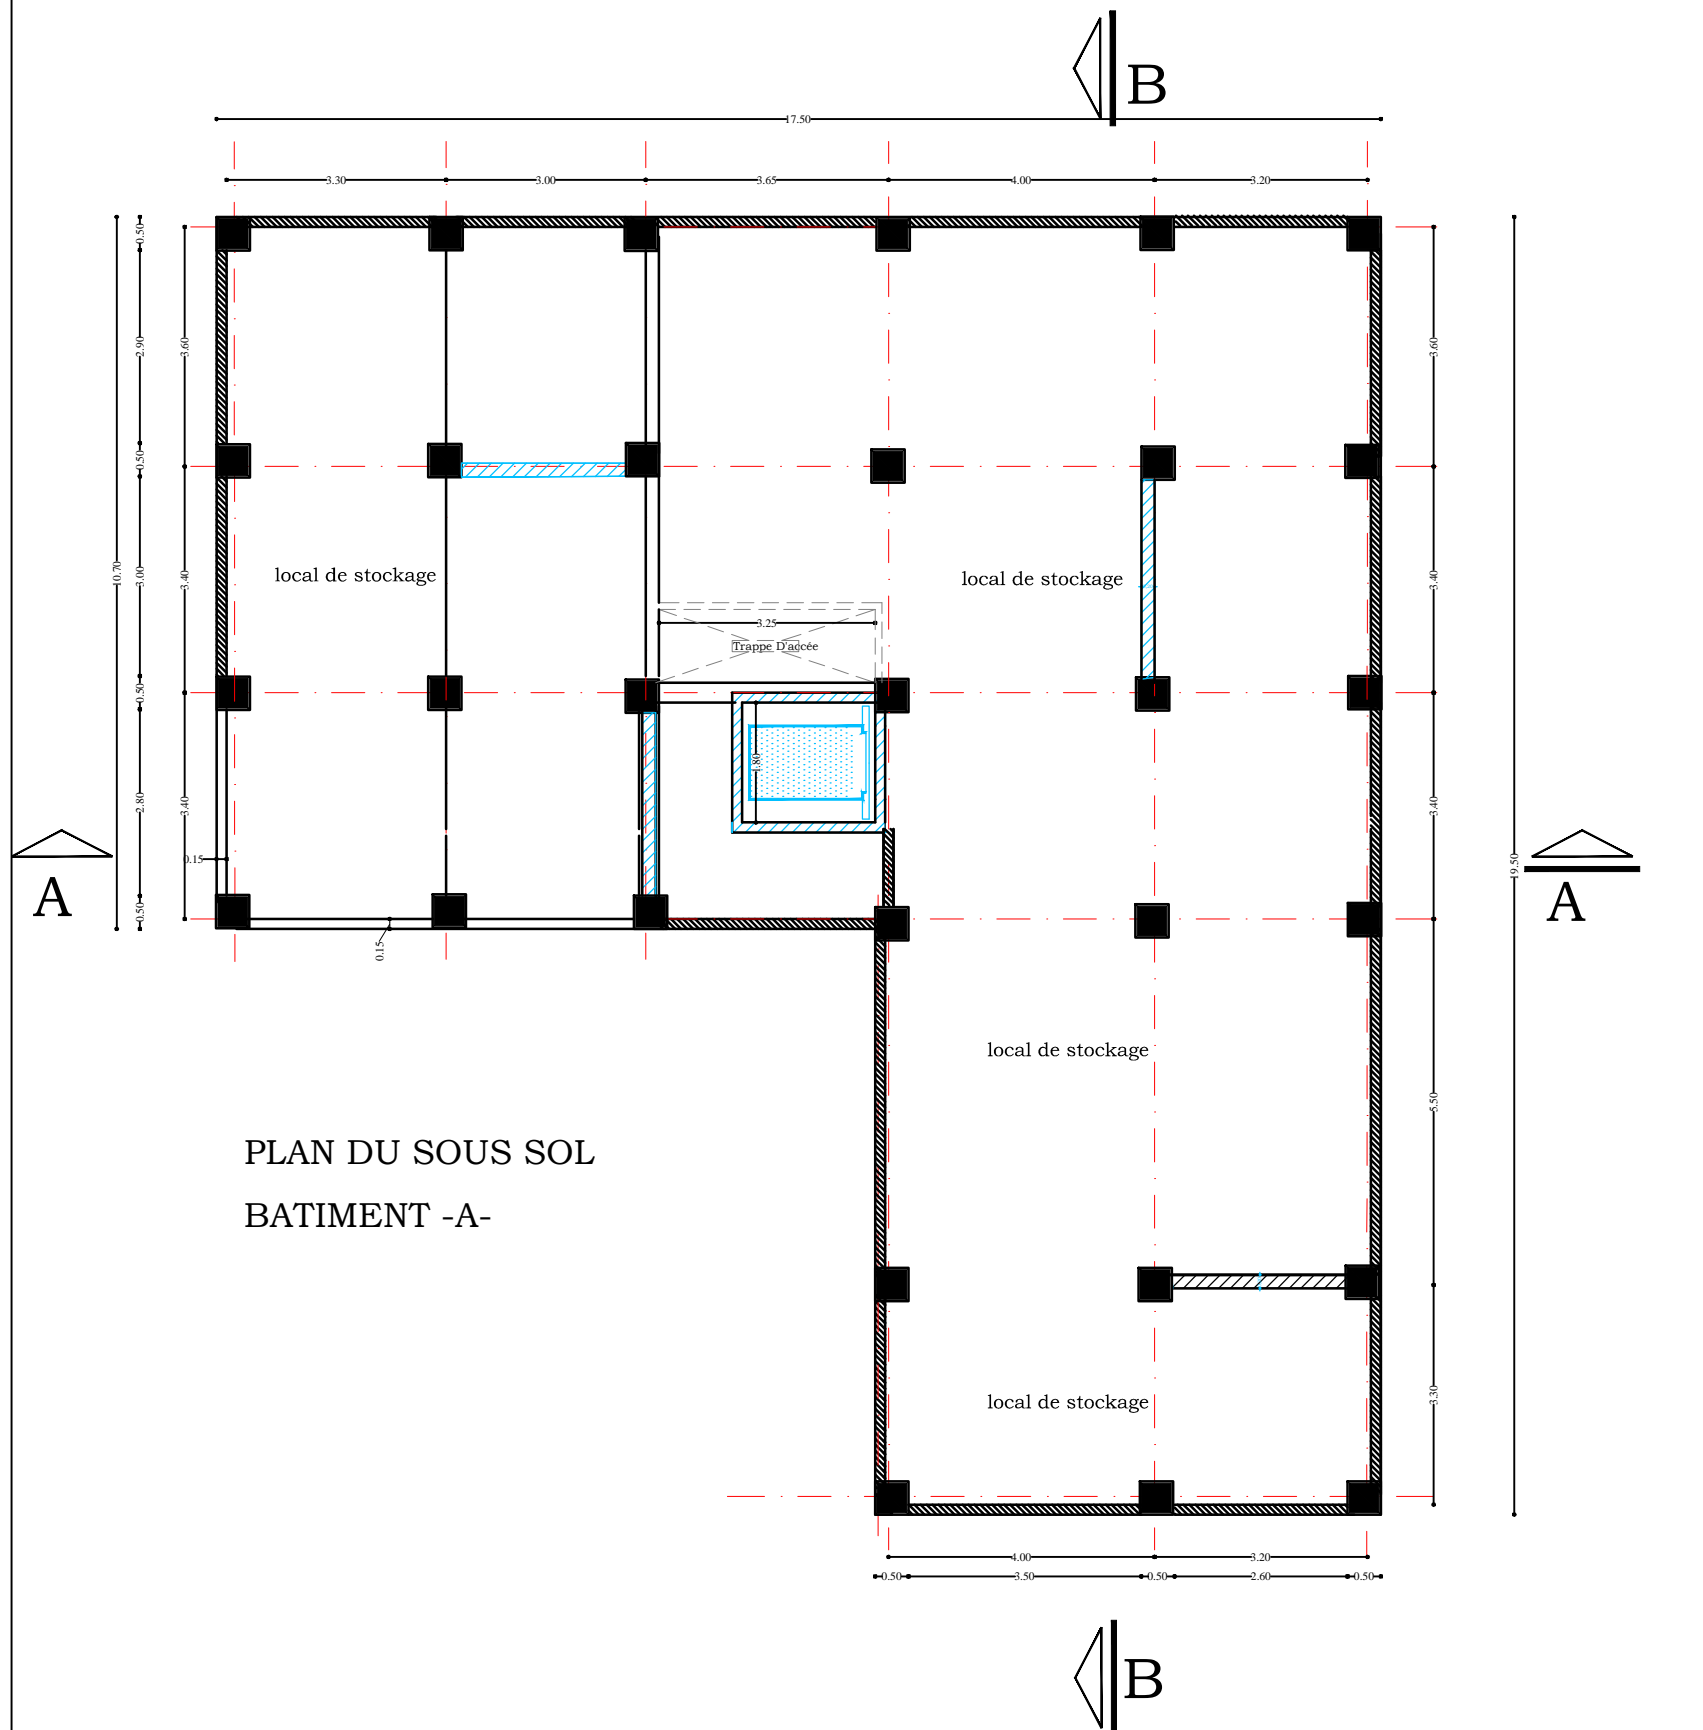 B
17.50
3.30 3.00 3.65 4.00 3.20
0.50
2.90
3.60
3.60
0.50
10.70
3.00
3.40
local de stockage
local de stockage
3.40
3.25
Trappe D'accée
0.50
1.80
2.80
3.40
3.40
0.15
19.50
A
A
0.50
0.15
local de stockage
5.50
PLAN DU SOUS SOL
BATIMENT -A-
local de stockage
3.30
4.00 3.20
0.50 3.50 0.50 2.60 0.50
B